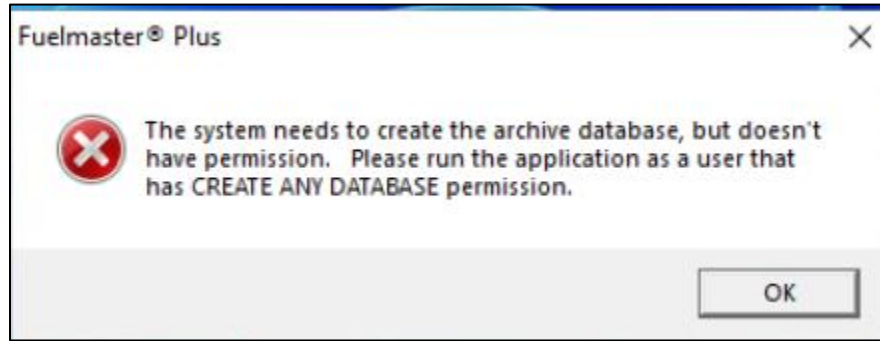 Fuelmaster® Plus
The system needs to create the archive database, but doesn't
have permission.   Please run the application as a user that
has CREATE ANY DATABASE permission.
OK